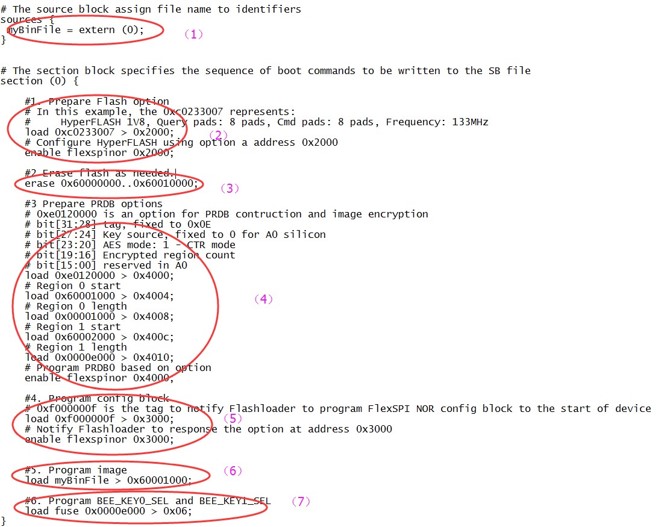 # The source block assign file name to identifiers
sources {
myBinFile = extern (0);
(1)
}
# The section block specifies the sequence of boot commands to be written to the SB file
section (0) {
#1. Prepare Flash option
# In this example, the 0xc0233007 represents:
# HyperFLASH 1V8, Query pads: 8 pads, Cmd pads: 8 pads, Frequency: 133MHz
load 0xc0233007 > 0x2000;
(2)
# Configure HyperFLASH using option a address 0x2000
enable flexspinor 0x2000;
#2 Erase flash as needed.
erase 0x60000000..0x60010000;
(3)
#3 Prepare PRDB options
# 0xe0120000 is an option for PRDB contruction and image encryption
# bit[31:28] tag, fixed to 0x0E
# bit[27:24] Key source, fixed to 0 for A0 silicon
# bit[23:20] AES mode: 1 - CTR mode
# bit[19:16] Encrypted region count
# bit[15:00] reserved in A0
load 0xe0120000 > 0x4000;
# Region 0 start
load 0x60001000 > 0x4004;
(4)
# Region 0 length
load 0x00001000 > 0x4008;
# Region 1 start
load 0x60002000 > 0x400c;
# Region 1 length
load 0x0000e000 > 0x4010;
# Program PRDB0 based on option
enable flexspinor 0x4000;
#4. Program config block
# 0xf000000f is the tag to notify Flashloader to program FlexSPI NOR config block to the start of device
load 0xf000000f > 0x3000;
(5)
# Notify Flashloader to response the option at address 0x3000
enable flexspinor 0x3000;
#5. Program image
(6)
load myBinFile > 0x60001000;
#6. Program BEE_KEY0_SEL and BEE_KEY1_SEL
(7)
load fuse 0x0000e000 > 0x06;
}